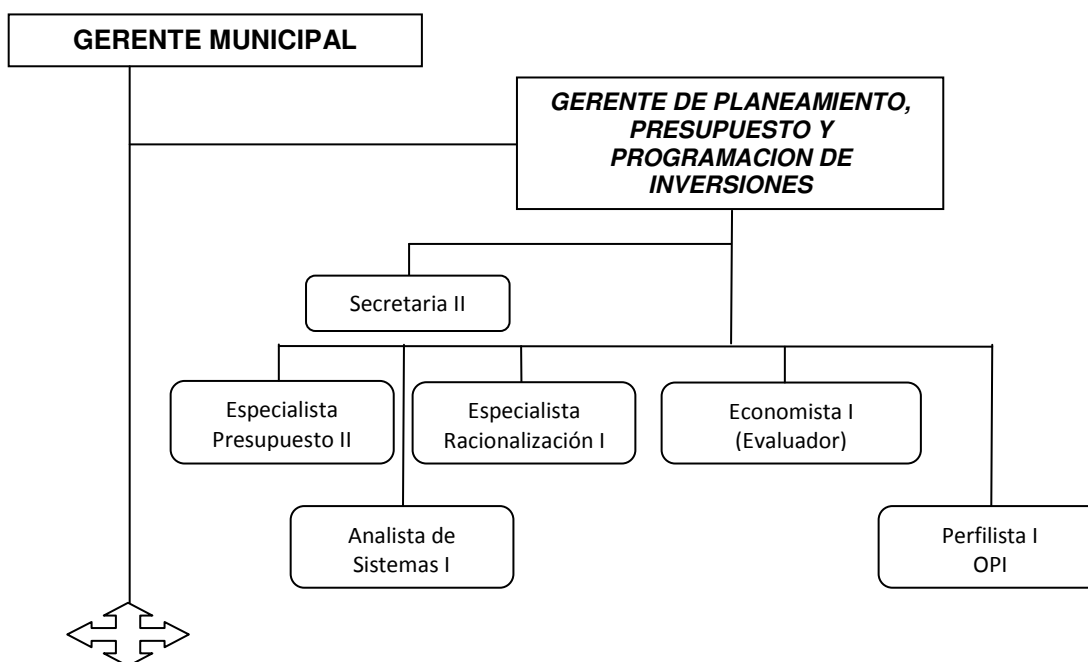 GERENTE MUNICIPAL
GERENTE DE PLANEAMIENTO,
PRESUPUESTO Y
PROGRAMACION DE
INVERSIONES
Secretaria II
Especialista
Presupuesto II
Especialista
Racionalización I
Economista I
(Evaluador)
Analista de
Sistemas I
Perfilista I
OPI